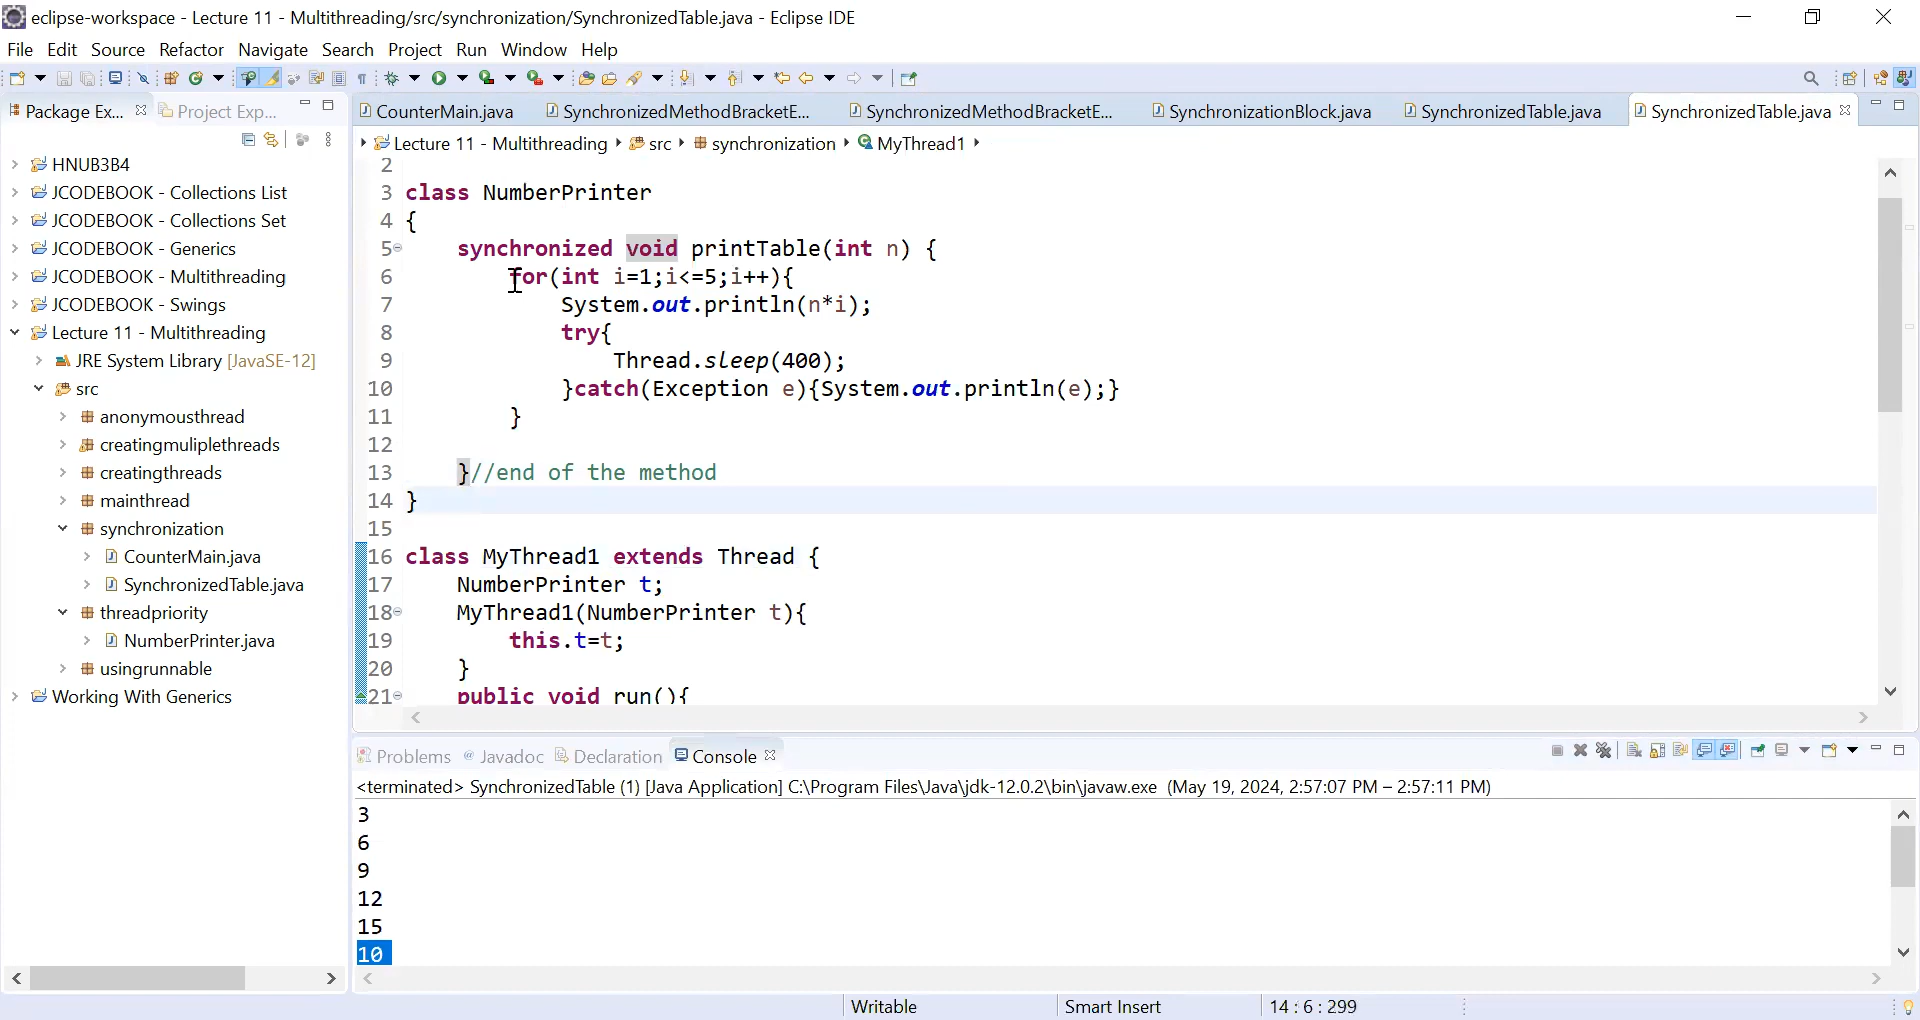 eclipse-workspace - Lecture 11 - Multithreading/src/synchronization/SynchronizedTable.java - Eclipse IDE
File Edit Source Refactor Navigate Search Project Run Window Help
Package Ex... Project Exp...
CounterMain.java SynchronizedMethodBracketE... SynchronizedMethodBracketE... SynchronizationBlock.java SynchronizedTable.java SynchronizedTable.java
Lecture 11 - Multithreading src synchronization MyThread1
HNUB3B4
JCODEBOOK - Collections List
JCODEBOOK - Collections Set
JCODEBOOK - Generics
JCODEBOOK - Multithreading
JCODEBOOK - Swings
Lecture 11 - Multithreading
JRE System Library [JavaSE-12]
src
anonymousthread
creatingmuliplethreads
creatingthreads
mainthread
synchronization
CounterMain.java
SynchronizedTable.java
threadpriority
NumberPrinter.java
usingrunnable
Working With Generics
2
3 class NumberPrinter
4 {
5 synchronized void printTable(int n) {
6 for(int i=1;i<=5;i++){
7 System.out.println(n*i);
8 try{
9 Thread.sleep(400);
10 }catch(Exception e){System.out.println(e);}
11 }
12
13 }//end of the method
14 }
15
16 class MyThread1 extends Thread {
17 NumberPrinter t;
18 MyThread1(NumberPrinter t){
19 this.t=t;
20 }
21 public void run(){
Problems @ Javadoc Declaration Console
<terminated> SynchronizedTable (1) [Java Application] C:\Program Files\Java\jdk-12.0.2\bin\javaw.exe (May 19, 2024, 2:57:07 PM – 2:57:11 PM)
3
6
9
12
15
10
Writable Smart Insert 14 : 6 : 299